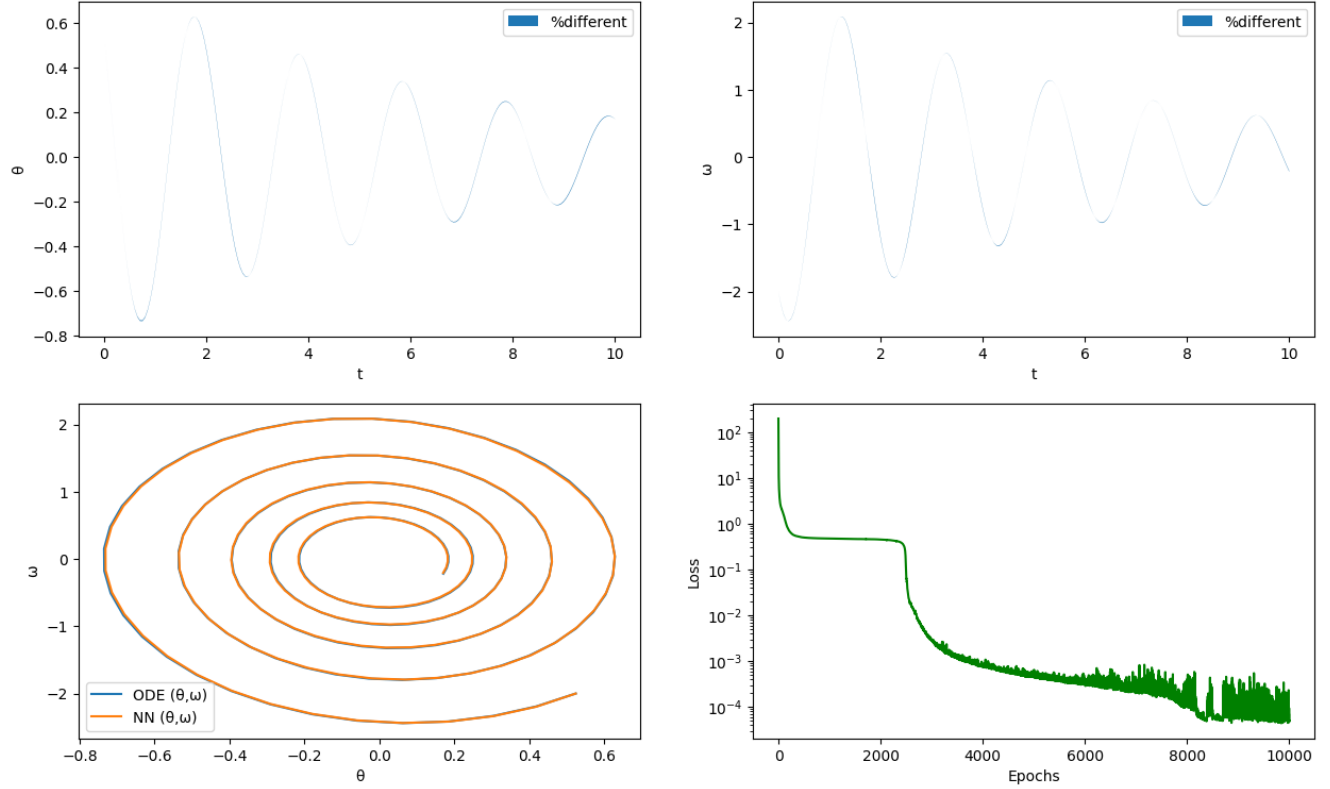 %different
0.6
0.4
0.2
0.0
−0.2
−0.4
−0.6
−0.8
θ
0 2 4 6 8 10
t
%different
2
1
0
−1
−2
ω
0 2 4 6 8 10
t
2
1
0
−1
−2
ω
ODE (θ,ω)
NN (θ,ω)
−0.8 −0.6 −0.4 −0.2 0.0 0.2 0.4 0.6
θ
10²
10¹
10⁰
10⁻¹
10⁻²
10⁻³
10⁻⁴
Loss
0 2000 4000 6000 8000 10000
Epochs